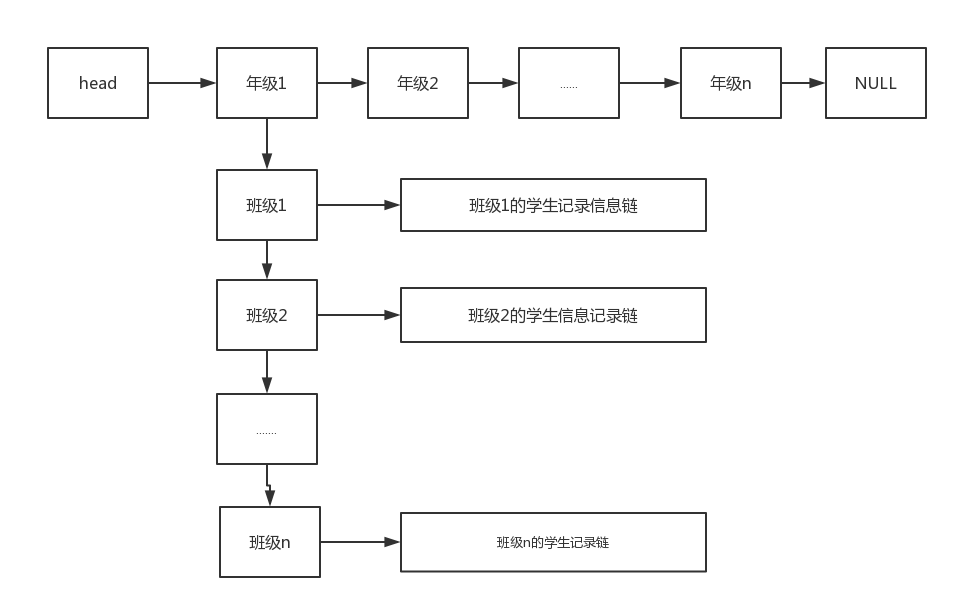 head
年级1
年级2
......
年级n
NULL
班级1
班级1的学生记录信息链
班级2
班级2的学生信息记录链
.......
班级n
班级n的学生记录链